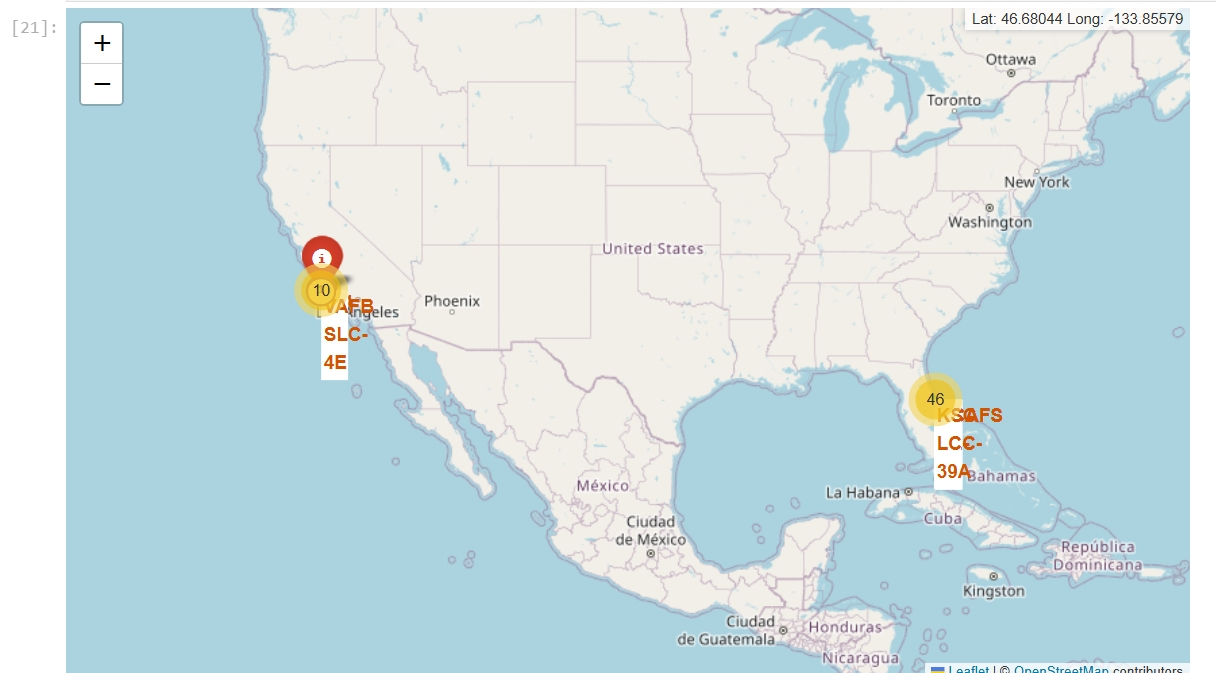 [21]:
+
−
Lat: 46.68044 Long: -133.85579
Ottawa
Toronto
New York
Washington
United States
i
10
Phoenix
VAFB
SLC-
4E
46
39A
Bahamas
México
La Habana
Cuba
Ciudad
de México
República
Dominicana
Kingston
Ciudad
de Guatemala
Honduras
Nicaragua
Leaflet | © OpenStreetMap contributors